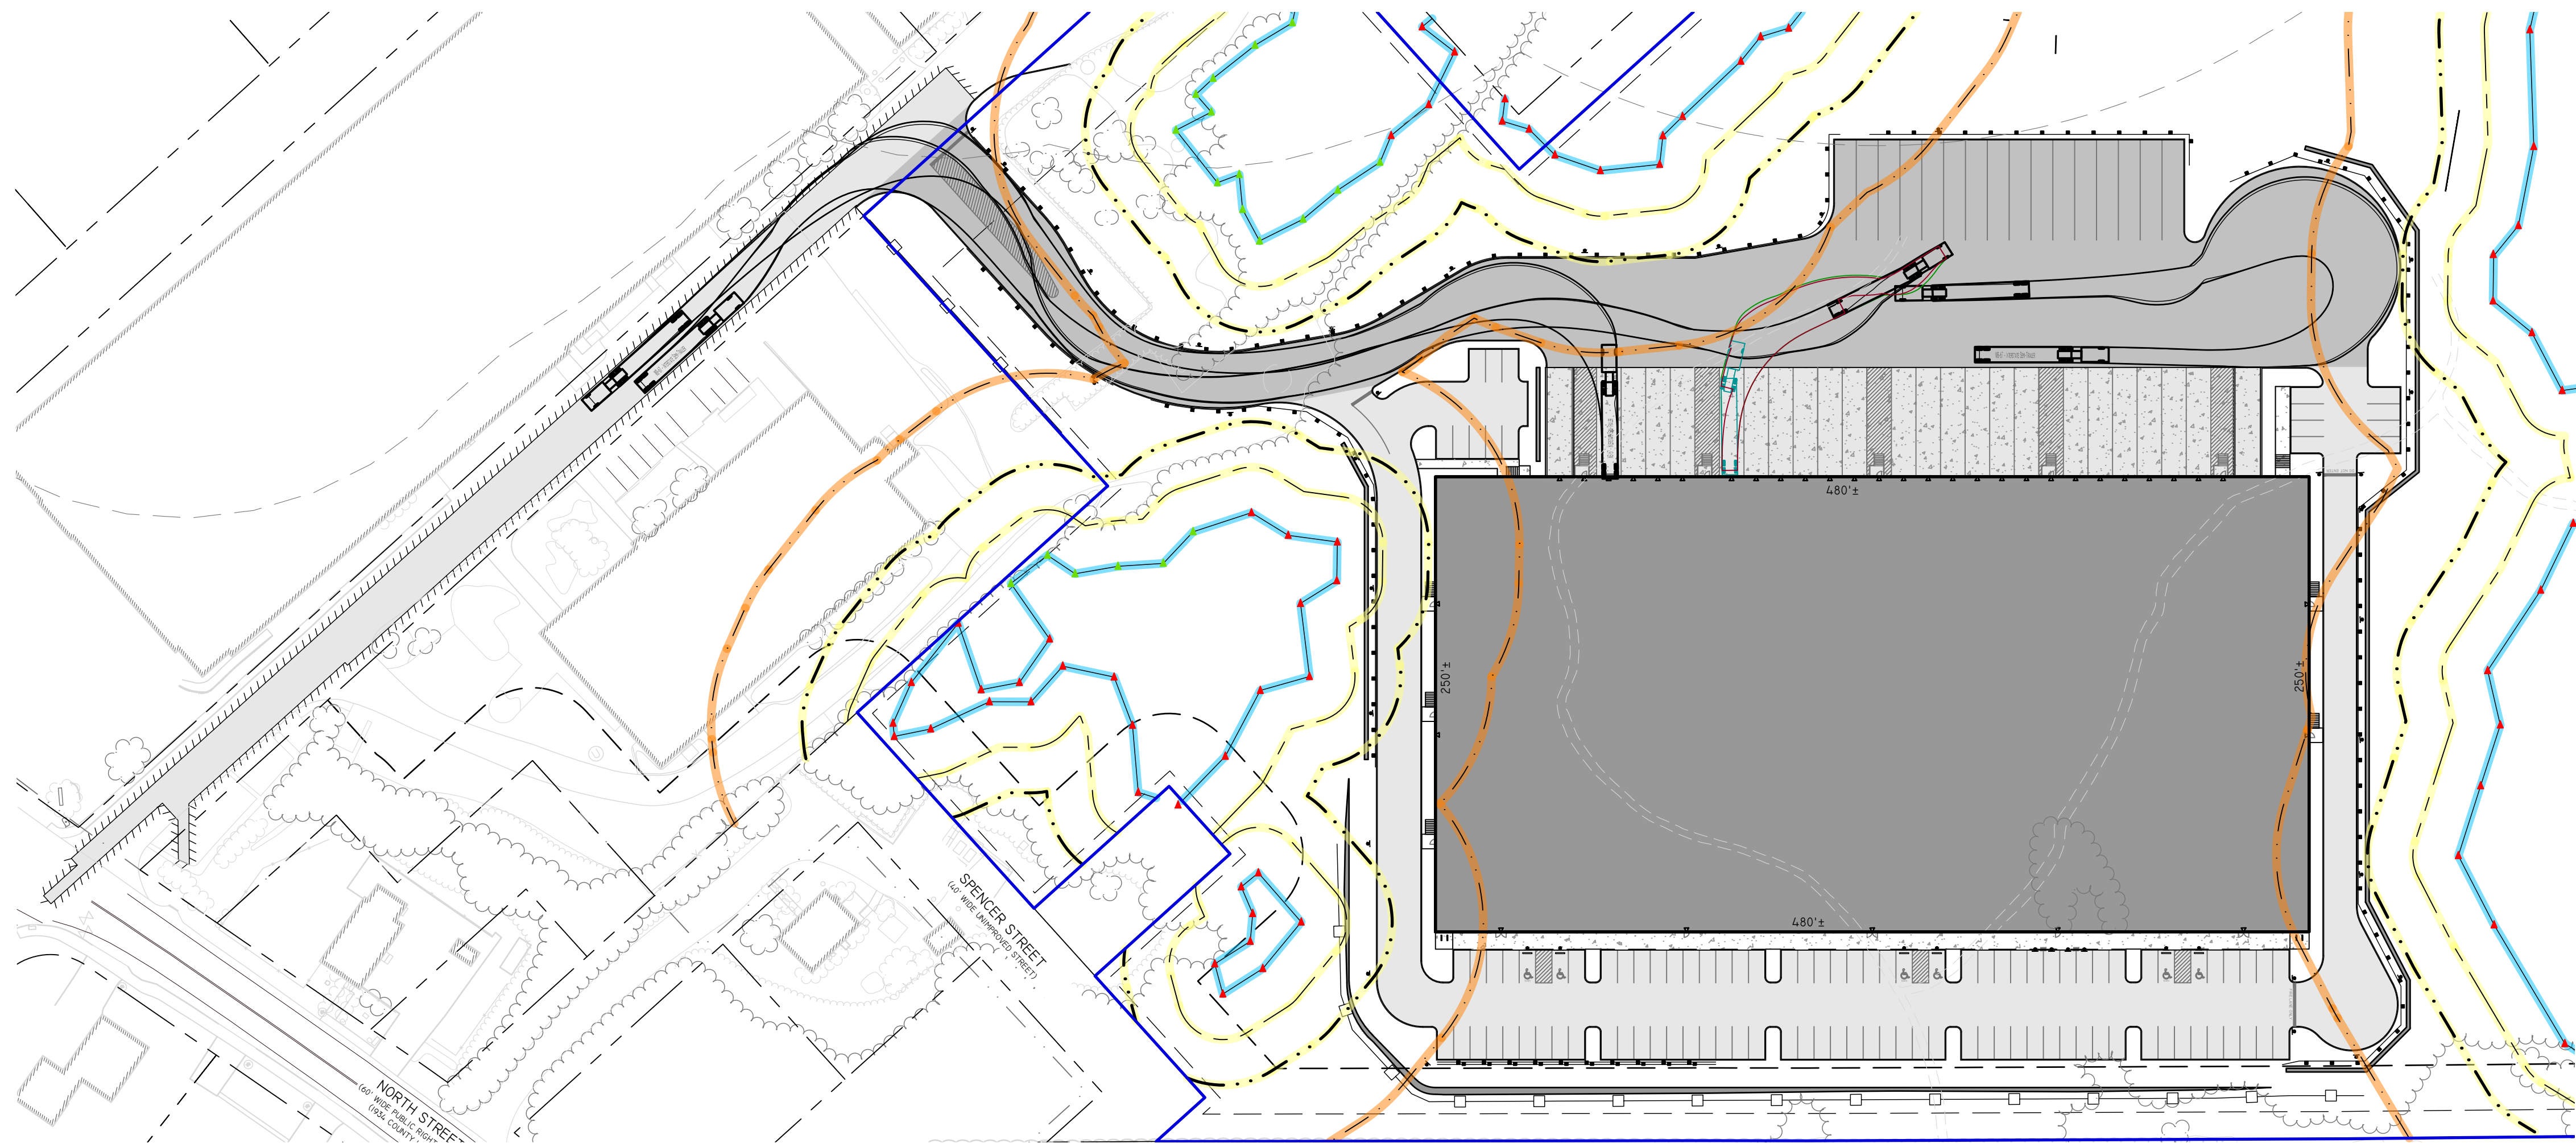 480'±
250'±
250'±
480'±
SPENCER STREET
(40' WIDE UNIMPROVED STREET)
NORTH STREET
(60' WIDE PUBLIC RIGHT
(1934 COUNTY